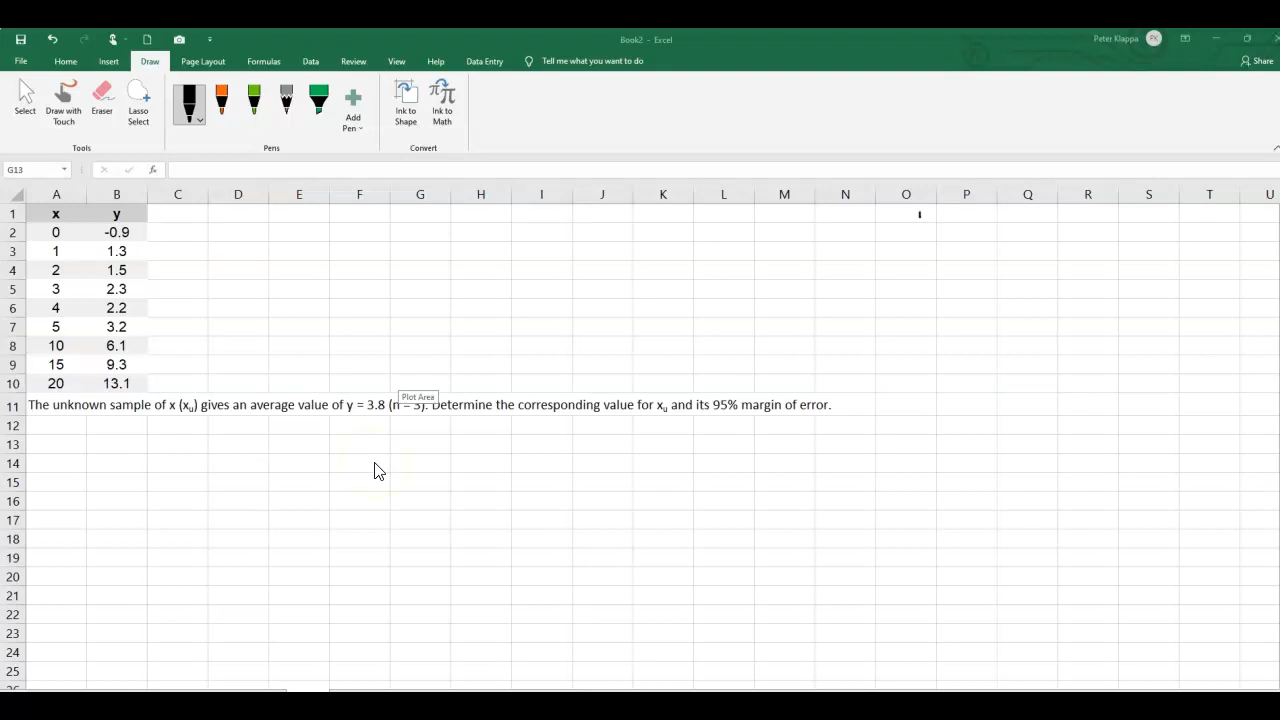 Book2 - Excel
Peter Klappa
PK
File Home Insert Draw Page Layout Formulas Data Review View Help Data Entry Tell me what you want to do Share
Select
Draw with Touch
Eraser
Lasso Select
Add Pen
Ink to Shape
Ink to Math
Tools Pens Convert
G13 fx
A B C D E F G H I J K L M N O P Q R S T U
1 x y
2 0 -0.9
3 1 1.3
4 2 1.5
5 3 2.3
6 4 2.2
7 5 3.2
8 10 6.1
9 15 9.3
10 20 13.1
Plot Area
11 The unknown sample of x (xu) gives an average value of y = 3.8 (n = 3). Determine the corresponding value for xu and its 95% margin of error.
12
13
14
15
16
17
18
19
20
21
22
23
24
25
26